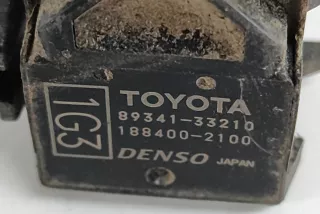 1G3
TOYOTA
89341-33210
188400-2100
DENSO JAPAN